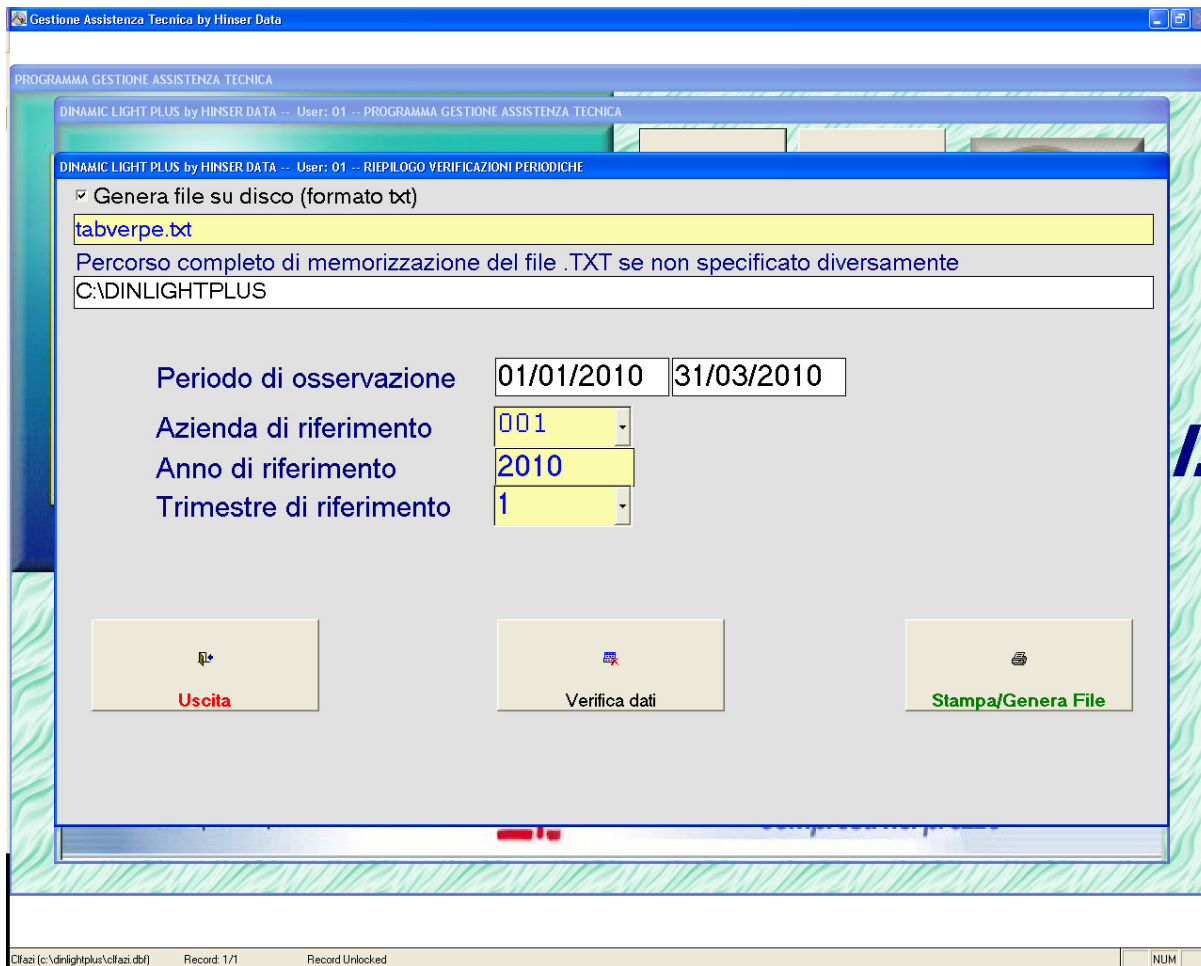 Gestione Assistenza Tecnica by Hinser Data
PROGRAMMA GESTIONE ASSISTENZA TECNICA
DINAMIC LIGHT PLUS by HINSER DATA -- User: 01 -- PROGRAMMA GESTIONE ASSISTENZA TECNICA
DINAMIC LIGHT PLUS by HINSER DATA -- User: 01 -- RIEPILOGO VERIFICAZIONI PERIODICHE
Genera file su disco (formato txt)
tabverpe.txt
Percorso completo di memorizzazione del file .TXT se non specificato diversamente
C:\DINLIGHTPLUS
Periodo di osservazione 01/01/2010 31/03/2010
Azienda di riferimento 001
Anno di riferimento 2010
Trimestre di riferimento 1
Uscita Verifica dati Stampa/Genera File
Clfazi (c:\dinlightplus\clfazi.dbf) Record: 1/1 Record Unlocked NUM